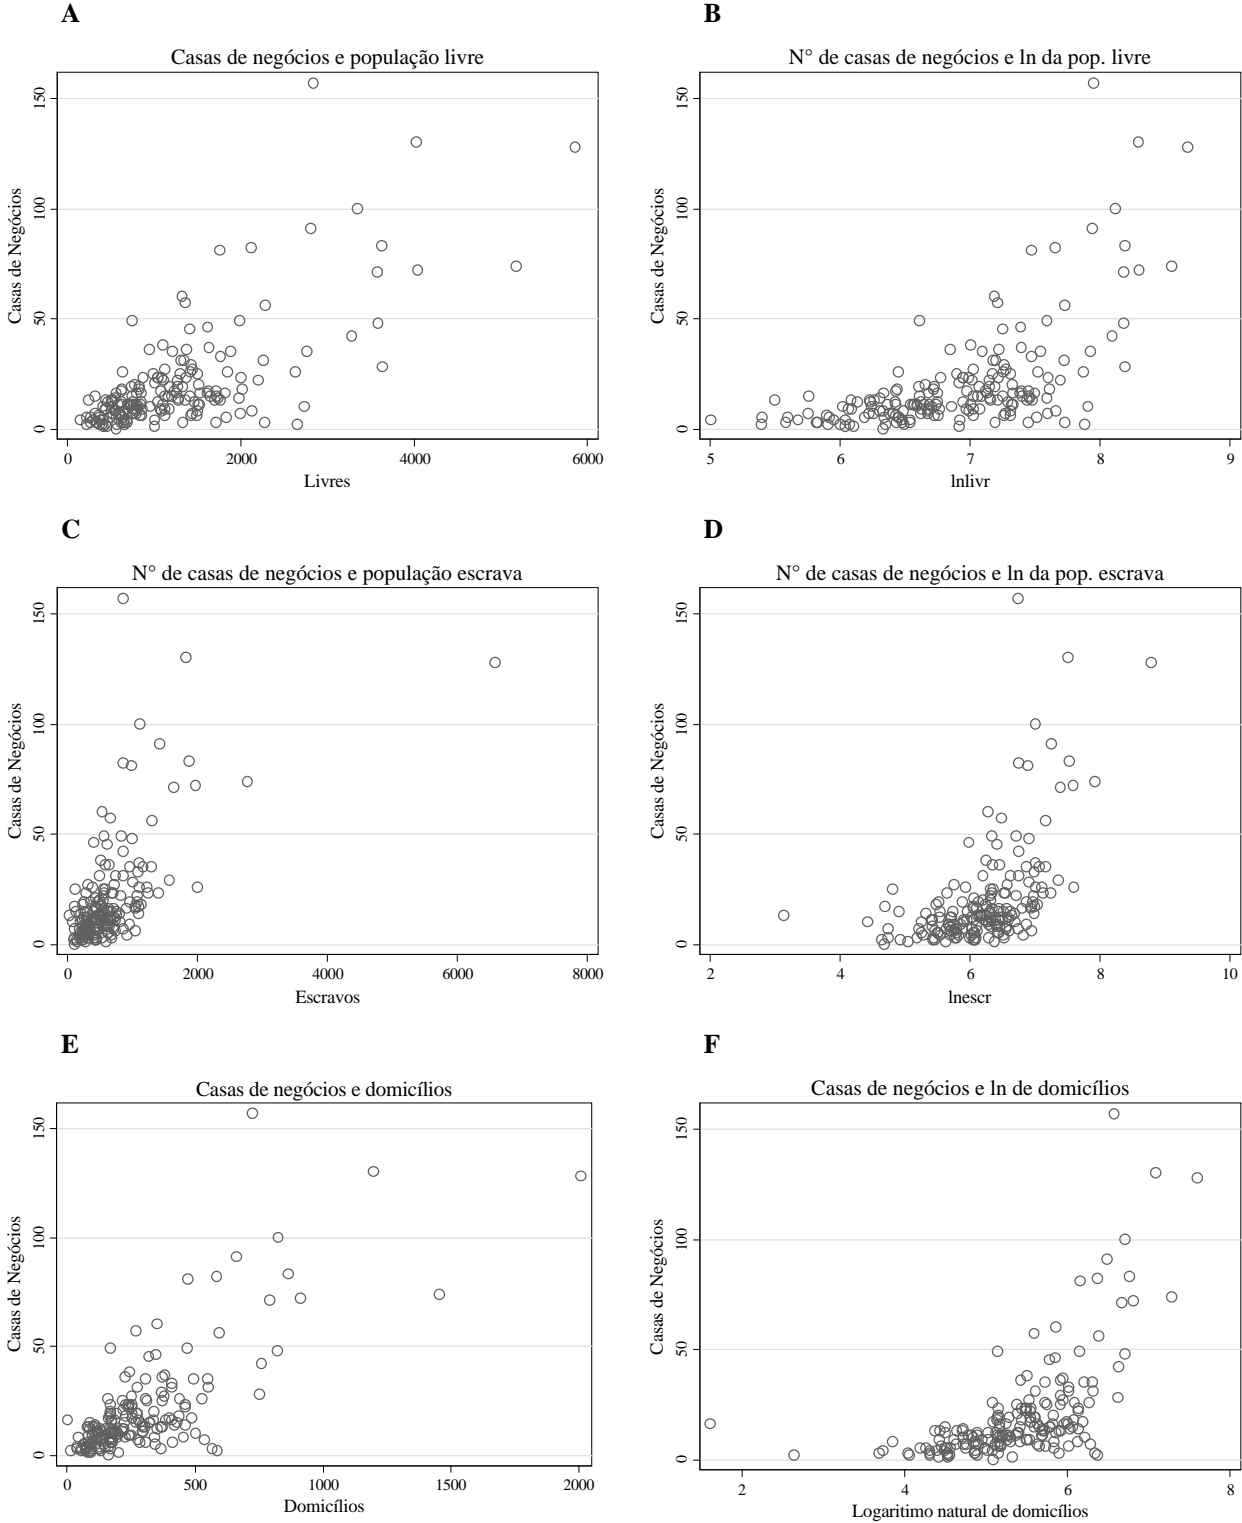 A
Casas de negócios e população livre
Casas de Negócios
150
100
50
0
0 2000 4000 6000
Livres
B
N° de casas de negócios e ln da pop. livre
Casas de Negócios
150
100
50
0
5 6 7 8 9
lnlivr
C
N° de casas de negócios e população escrava
Casas de Negócios
150
100
50
0
0 2000 4000 6000 8000
Escravos
D
N° de casas de negócios e ln da pop. escrava
Casas de Negócios
150
100
50
0
2 4 6 8 10
lnescr
E
Casas de negócios e domicílios
Casas de Negócios
150
100
50
0
0 500 1000 1500 2000
Domicílios
F
Casas de negócios e ln de domicílios
Casas de Negócios
150
100
50
0
2 4 6 8
Logaritimo natural de domicílios